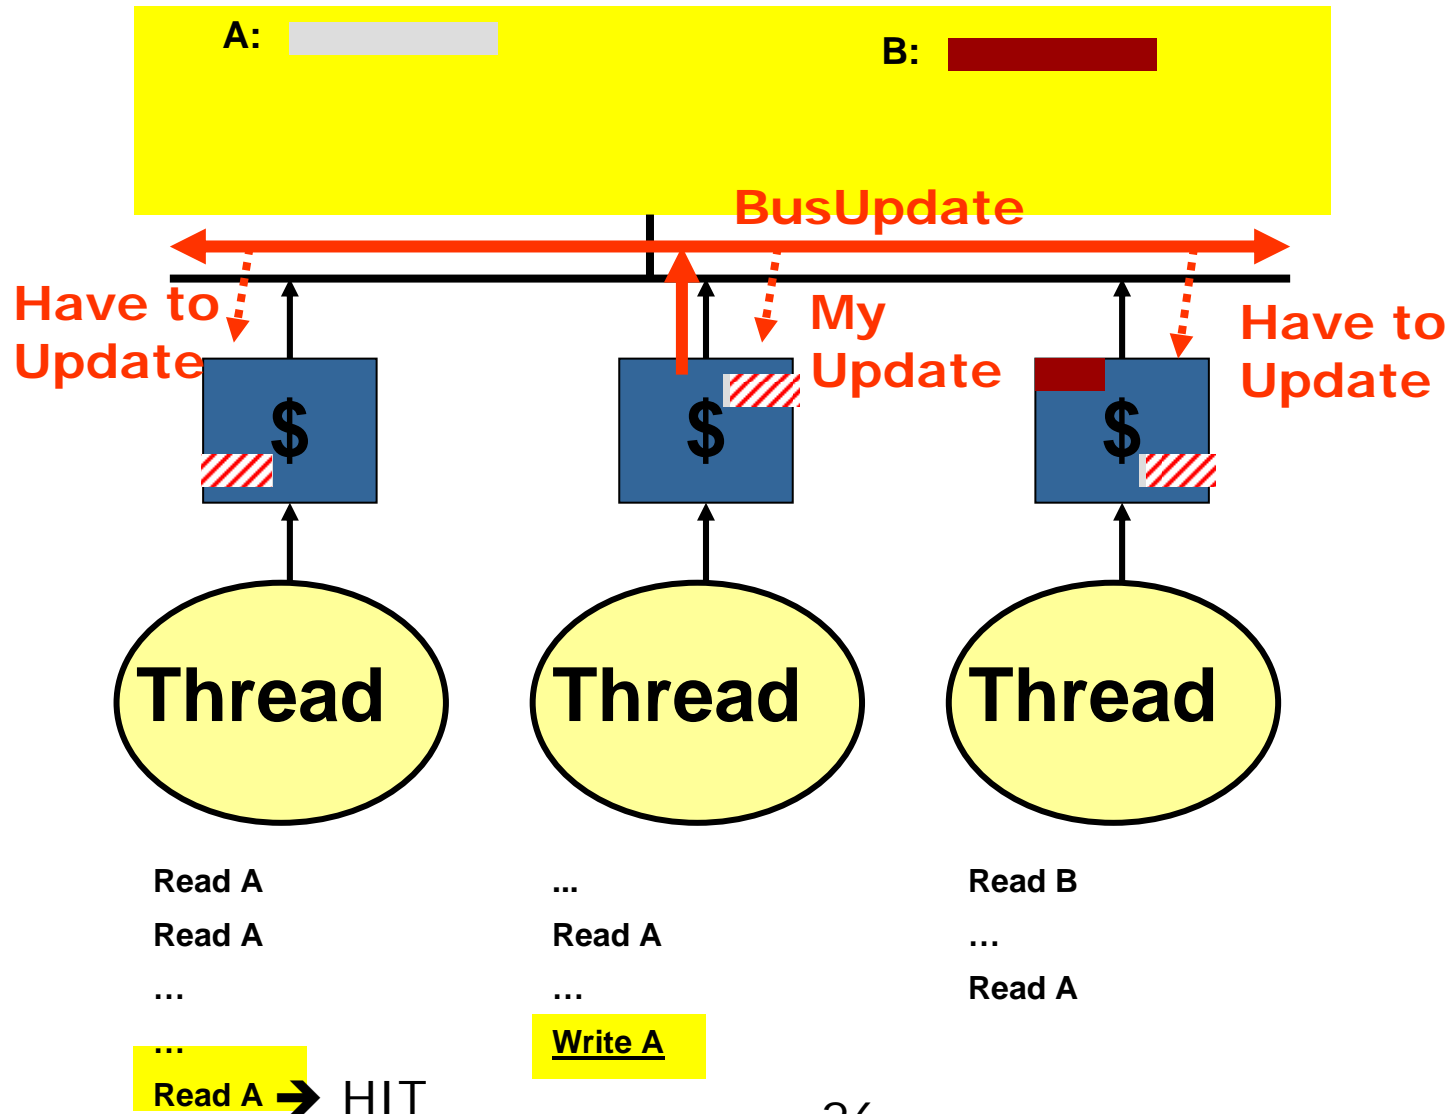 A:
B:
BusUpdate
Have to
Update
My
Update
Have to
Update
$
$
$
Thread
Thread
Thread
Read A
Read A
…
…
Read A → HIT
...
Read A
…
Write A
Read B
…
Read A